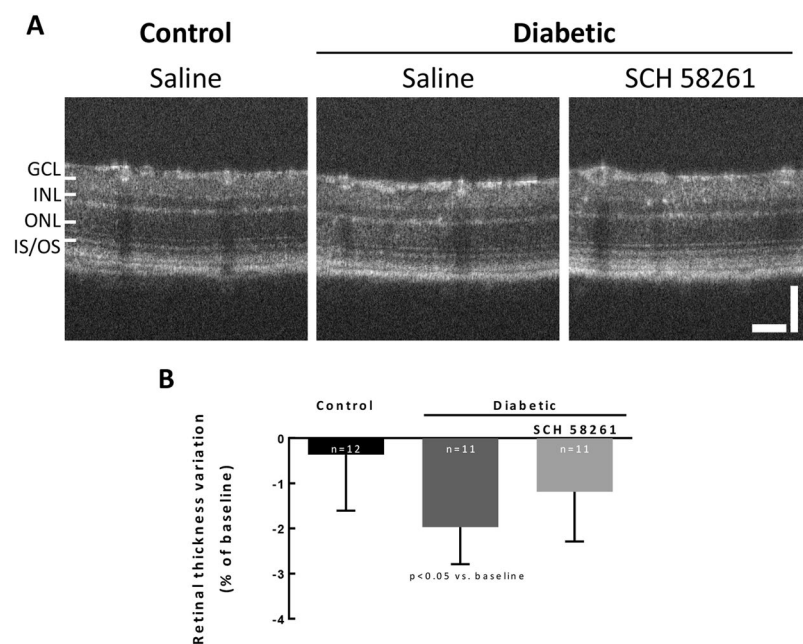 A
Control Diabetic
Saline Saline SCH 58261
GCL
INL
ONL
IS/OS
B
Control Diabetic
SCH 58261
n=12 n=11 n=11
0
-1
-2
-3
-4
Retinal thickness variation
(% of baseline)
p<0.05 vs. baseline